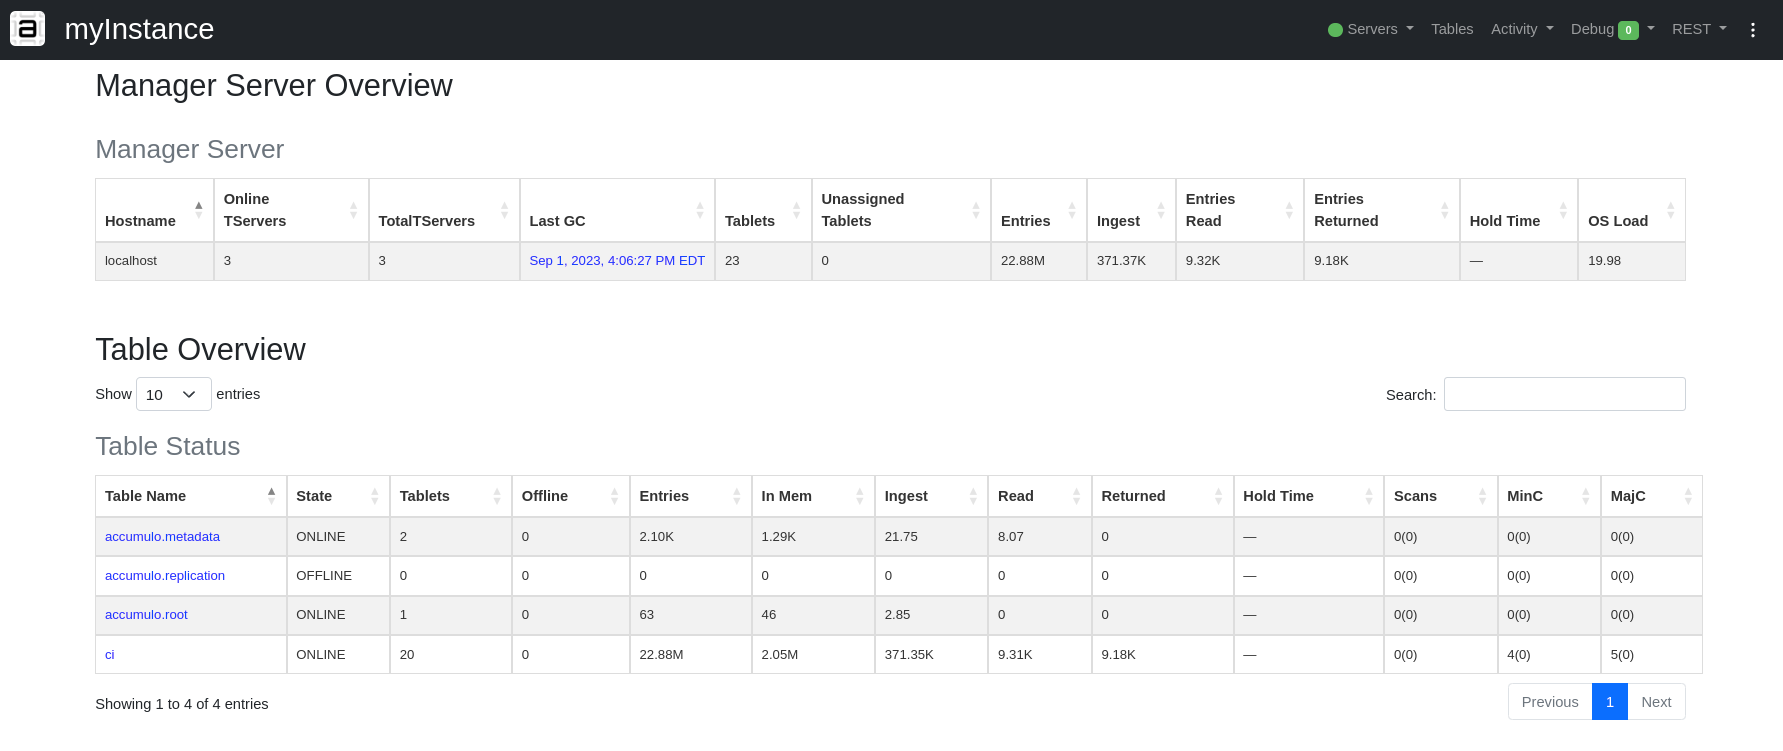 a myInstance Servers Tables Activity Debug 0 REST
Manager Server Overview
Manager Server
Hostname Online TServers TotalTServers Last GC Tablets Unassigned Tablets Entries Ingest Entries Read Entries Returned Hold Time OS Load
localhost 3 3 Sep 1, 2023, 4:06:27 PM EDT 23 0 22.88M 371.37K 9.32K 9.18K — 19.98
Table Overview
Show 10 entries Search:
Table Status
Table Name State Tablets Offline Entries In Mem Ingest Read Returned Hold Time Scans MinC MajC
accumulo.metadata ONLINE 2 0 2.10K 1.29K 21.75 8.07 0 — 0(0) 0(0) 0(0)
accumulo.replication OFFLINE 0 0 0 0 0 0 0 — 0(0) 0(0) 0(0)
accumulo.root ONLINE 1 0 63 46 2.85 0 0 — 0(0) 0(0) 0(0)
ci ONLINE 20 0 22.88M 2.05M 371.35K 9.31K 9.18K — 0(0) 4(0) 5(0)
Showing 1 to 4 of 4 entries Previous 1 Next